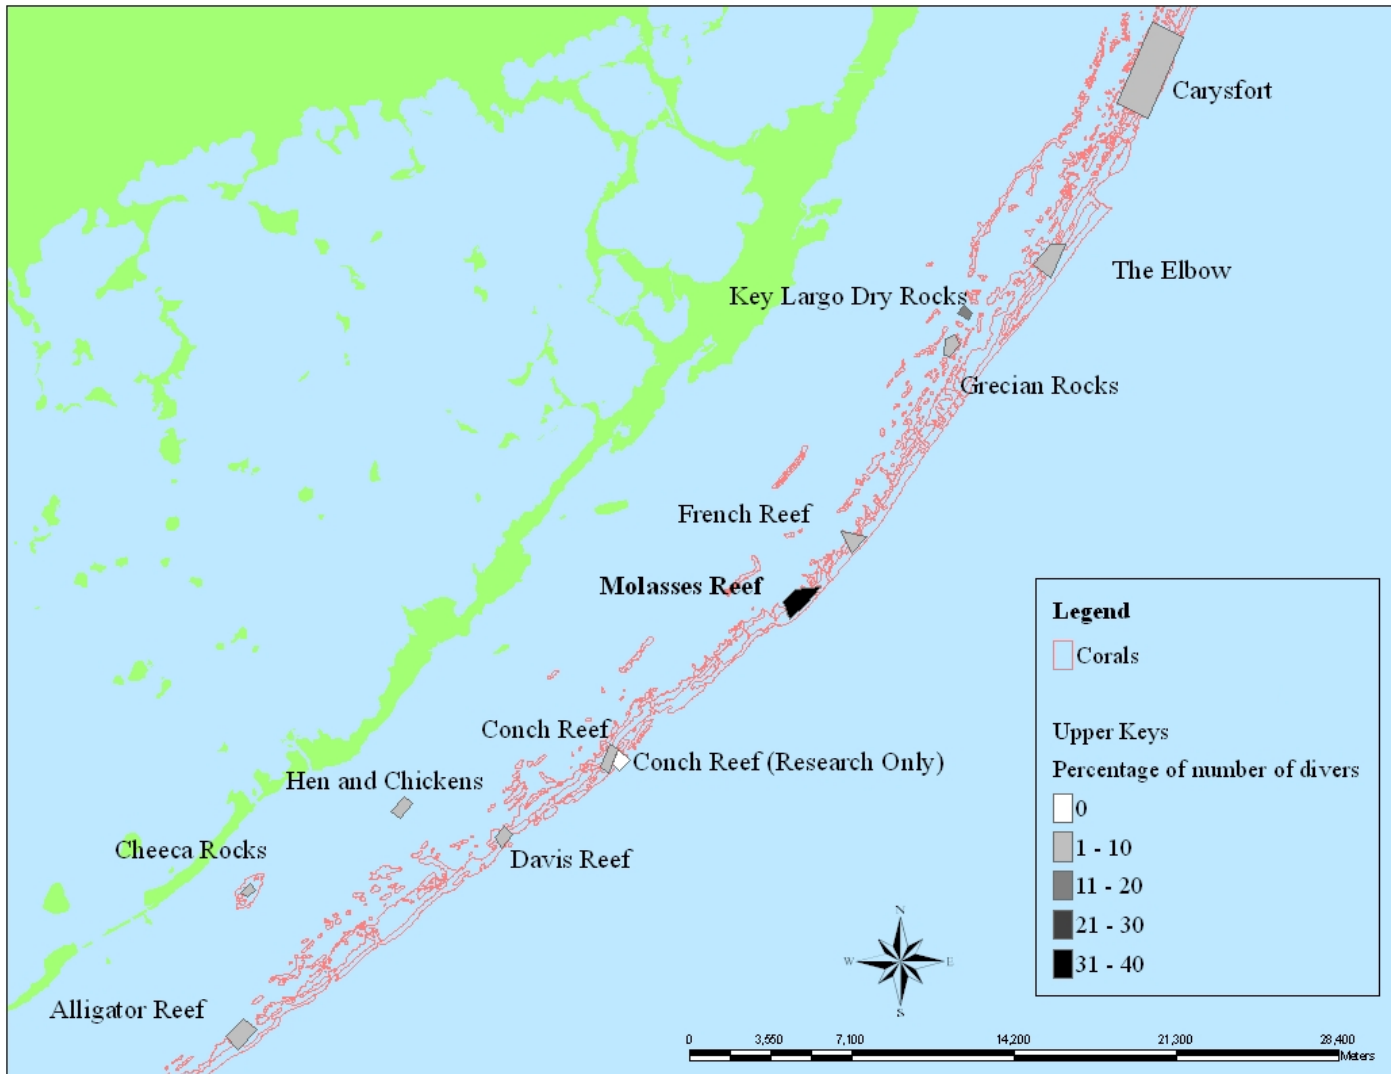 Carysfort
The Elbow
Key Largo Dry Rocks
Grecian Rocks
French Reef
Molasses Reef
Conch Reef
Conch Reef (Research Only)
Hen and Chickens
Cheeca Rocks
Davis Reef
Alligator Reef
Legend
Corals
Upper Keys
Percentage of number of divers
0
1 - 10
11 - 20
21 - 30
31 - 40
N
W E
S
0 3,550 7,100 14,200 21,300 28,400
Meters